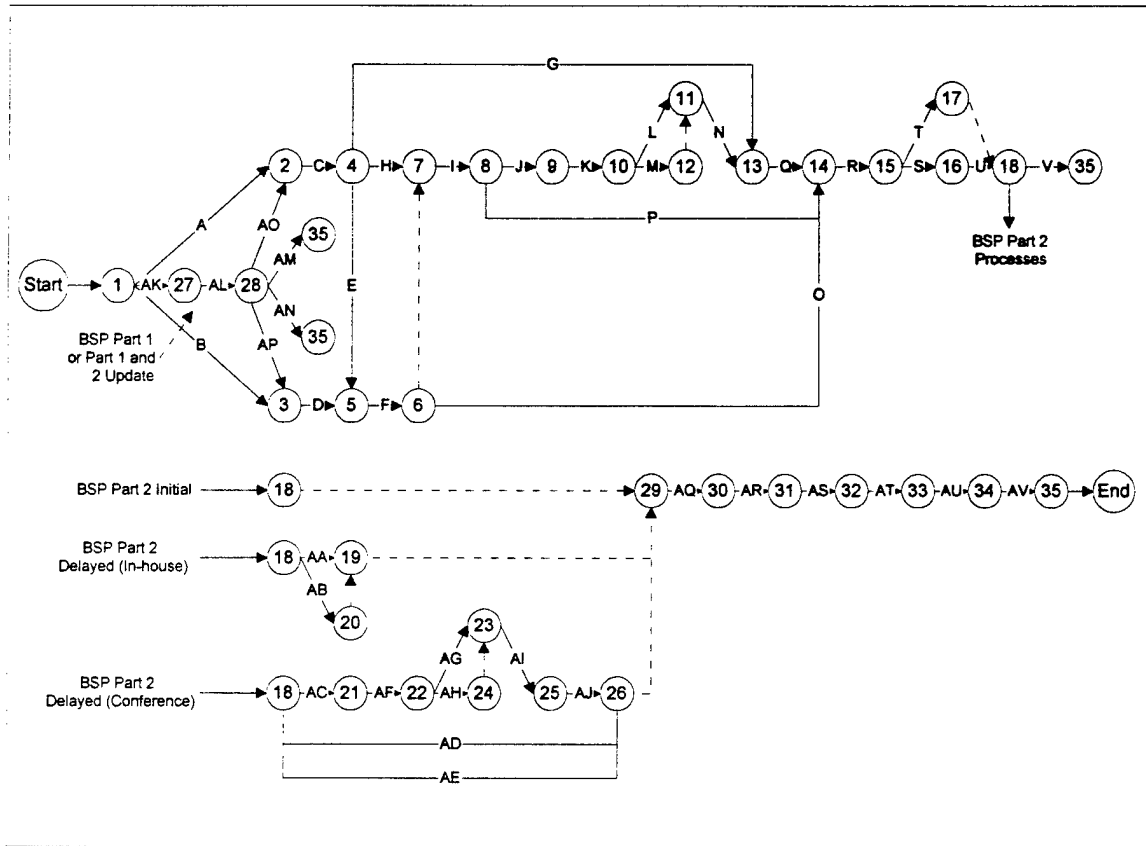 G
11
17
L
N
T
2
C
4
H
7
I
8
J
9
K
10
M
12
13
Q
14
R
15
S
16
U
18
V
35
A
AO
P
35
AM
BSP Part 2
Processes
Start
1
AK
27
AL
28
E
O
AN
35
BSP Part 1
or Part 1 and
2 Update
B
AP
3
D
5
F
6
BSP Part 2 Initial
18
29
AQ
30
AR
31
AS
32
AT
33
AU
34
AV
35
End
BSP Part 2
Delayed (In-house)
18
AA
19
AB
20
23
AG
AI
BSP Part 2
Delayed (Conference)
18
AC
21
AF
22
AH
24
25
AJ
26
AD
AE